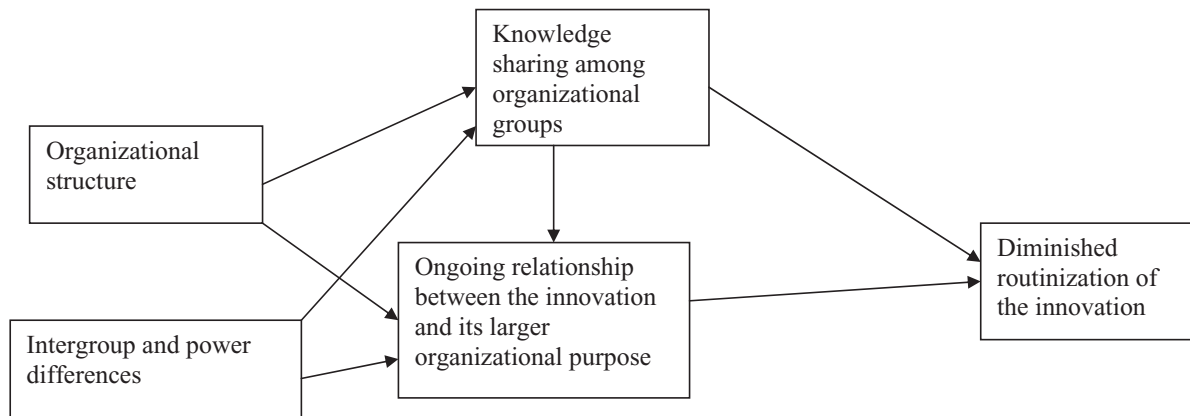 Knowledge
sharing among
organizational
groups
Organizational
structure
Ongoing relationship
between the innovation
and its larger
organizational purpose
Diminished
routinization of
the innovation
Intergroup and power
differences